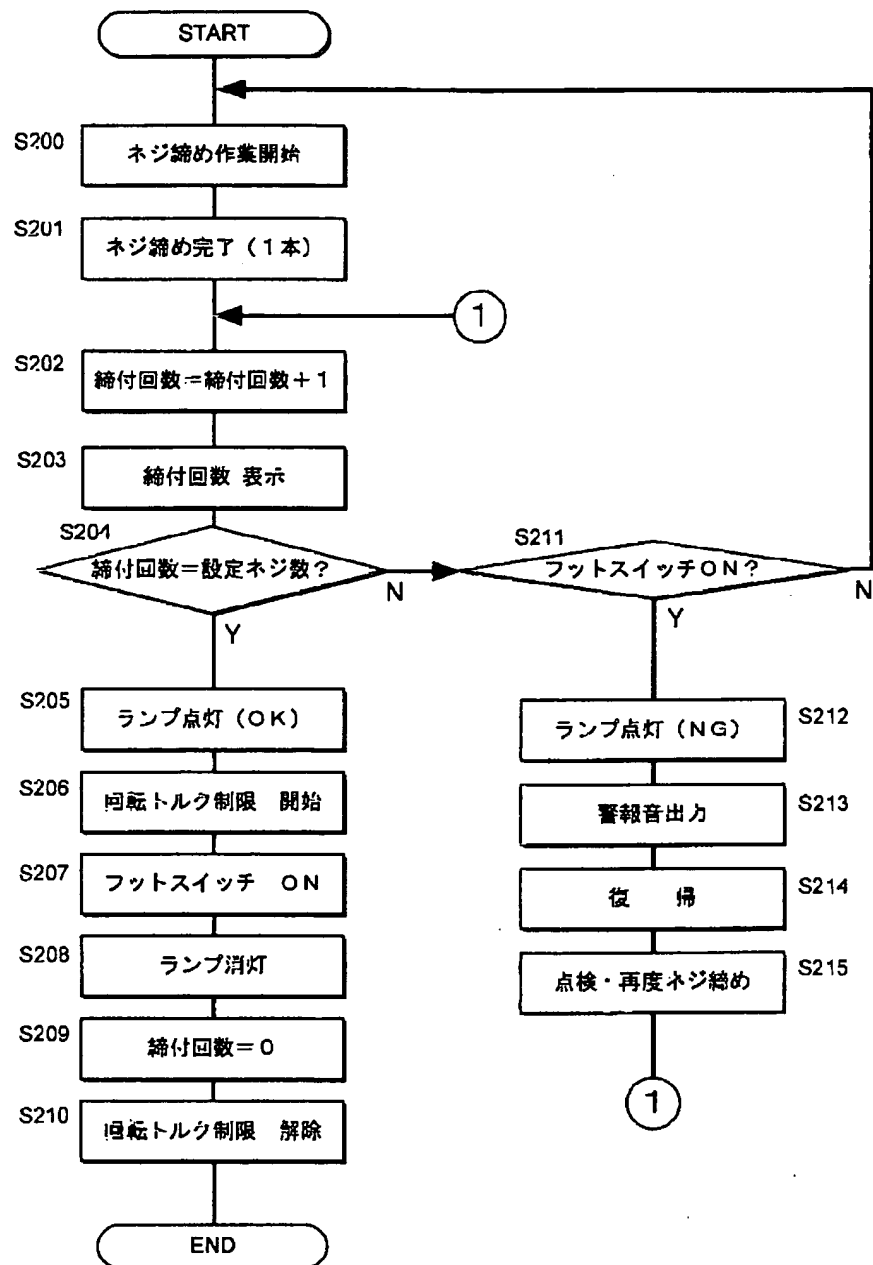 START
S200
ネジ締め作業開始
S201
ネジ締め完了（1本）
1
S202
締付回数=締付回数+1
S203
締付回数 表示
S204
締付回数=設定ネジ数?
N
Y
S211
フットスイッチON?
N
Y
S205
ランプ点灯（OK）
S206
回転トルク制限 開始
S207
フットスイッチ ON
S208
ランプ消灯
S209
締付回数=0
S210
回転トルク制限 解除
END
ランプ点灯（NG）
S212
警報音出力
S213
復 帰
S214
点検・再度ネジ締め
S215
1